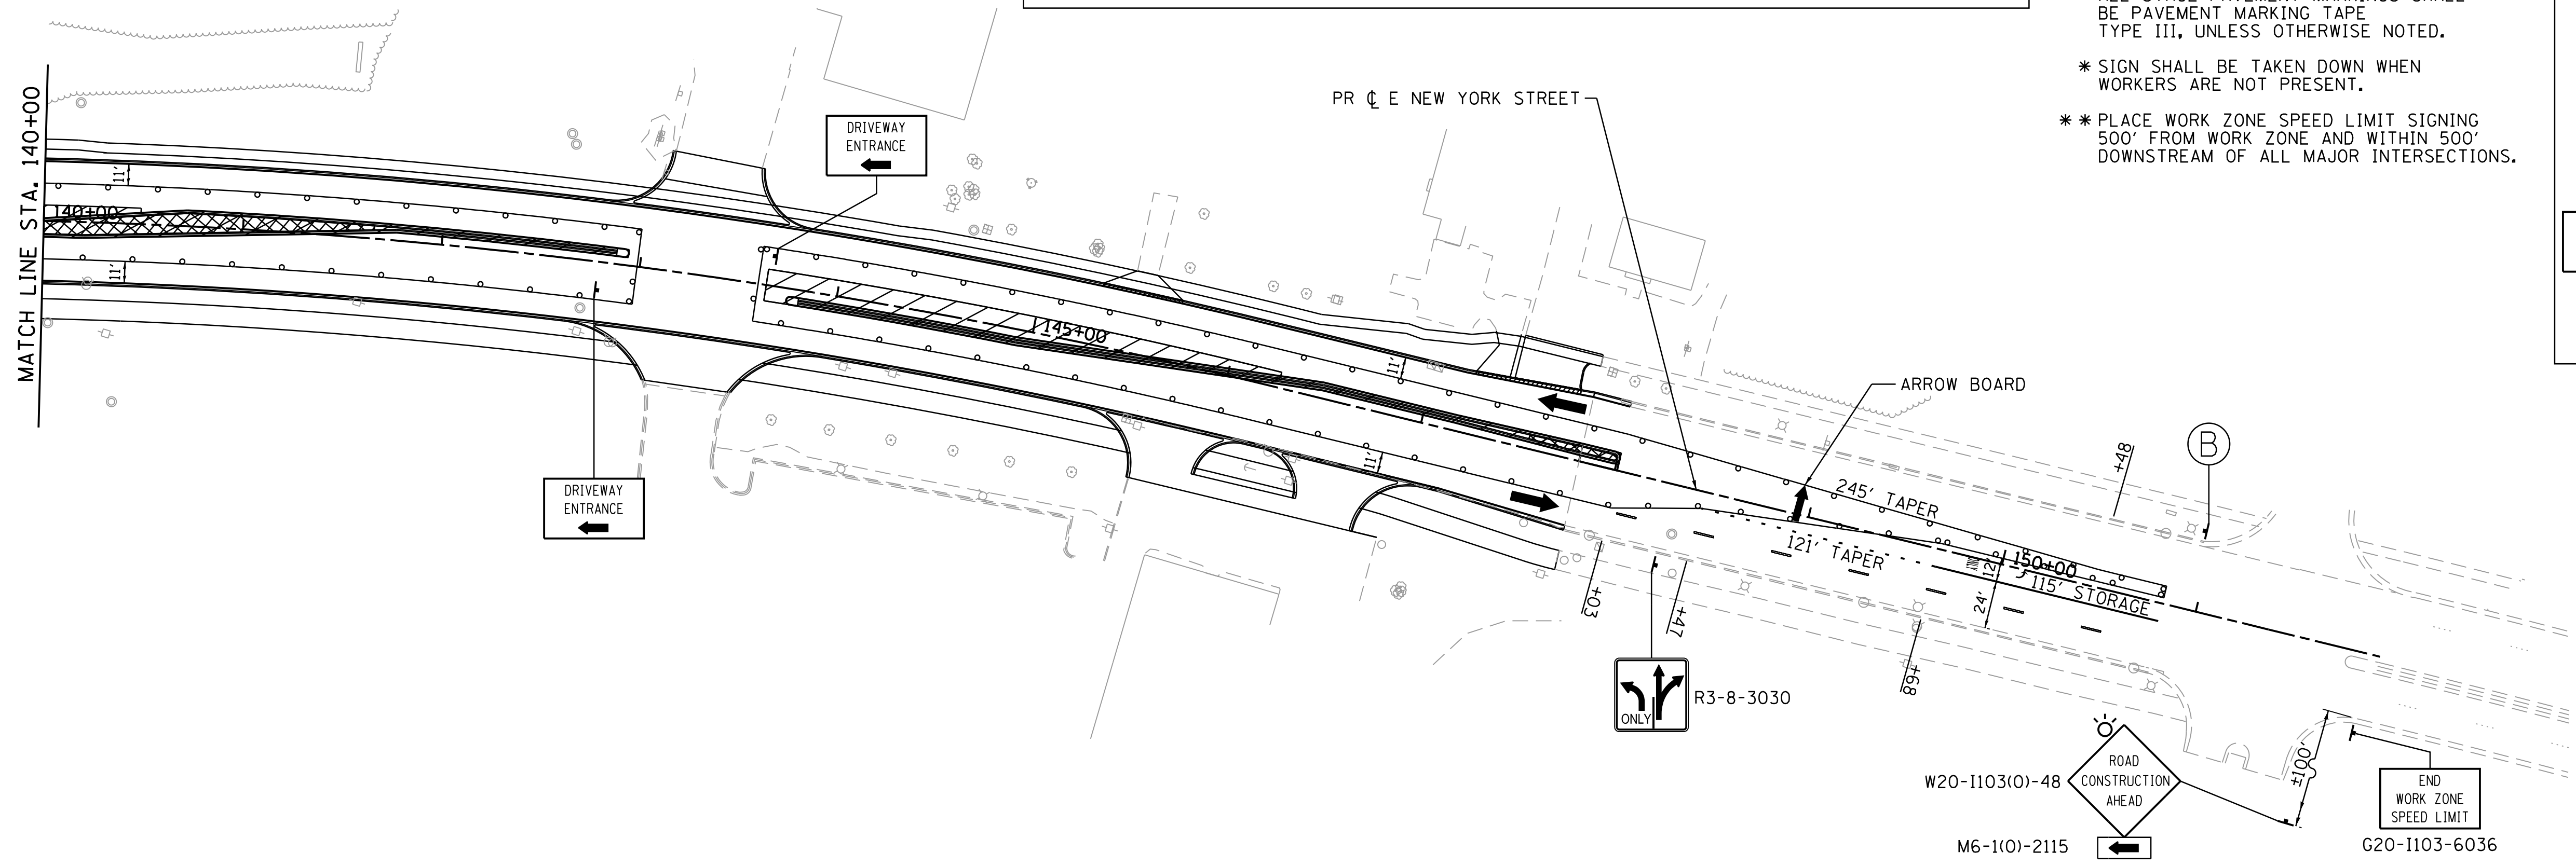 BE PAVEMENT MARKING TAPE
TYPE III, UNLESS OTHERWISE NOTED.
* SIGN SHALL BE TAKEN DOWN WHEN
WORKERS ARE NOT PRESENT.
** PLACE WORK ZONE SPEED LIMIT SIGNING
500' FROM WORK ZONE AND WITHIN 500'
DOWNSTREAM OF ALL MAJOR INTERSECTIONS.
MATCH LINE STA. 140+00
11'
140+00
11'
DRIVEWAY
ENTRANCE
PR ℄ E NEW YORK STREET
145+00
11'
11'
ARROW BOARD
DRIVEWAY
ENTRANCE
245' TAPER
+48
B
121' TAPER
150+00
12'
115' STORAGE
24'
+03
+47
+68
ONLY
R3-8-3030
W20-I103(O)-48
ROAD
CONSTRUCTION
AHEAD
M6-1(O)-2115
±100'
END
WORK ZONE
SPEED LIMIT
G20-I103-6036